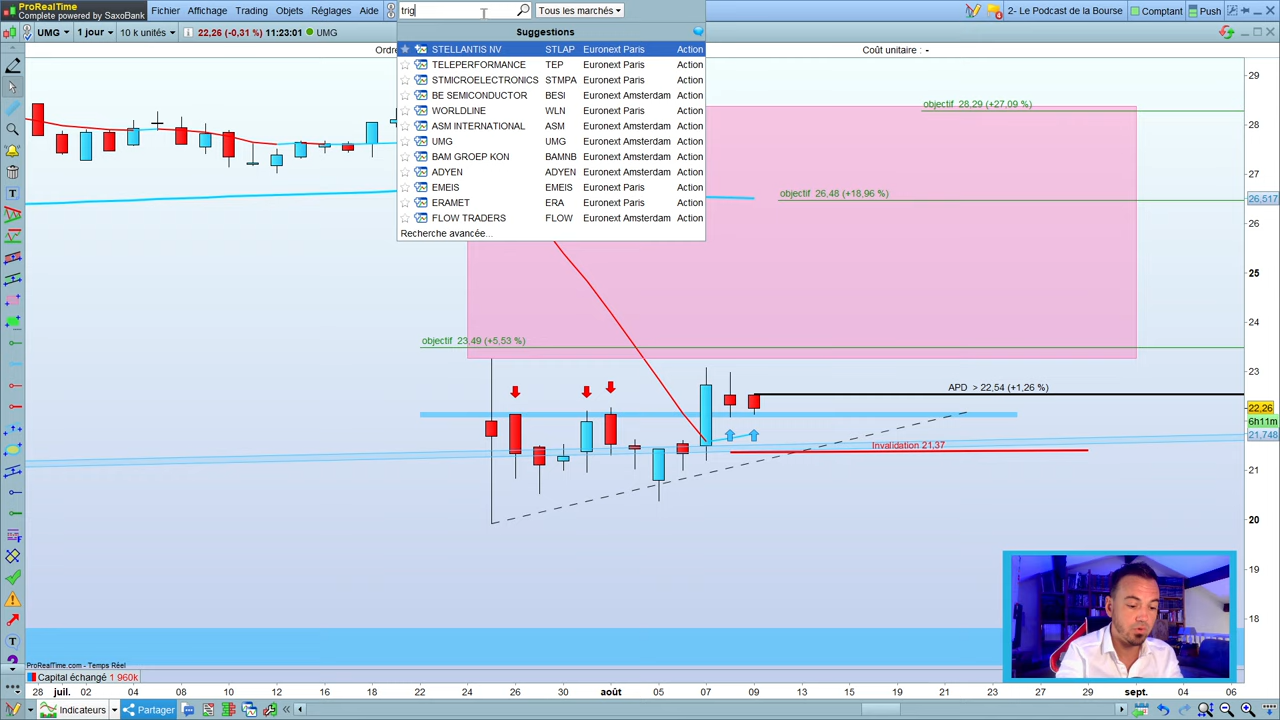 ProRealTime
Complete powered by SaxoBank
Fichier Affichage Trading Objets Réglages Aide
trig
Tous les marchés
2- Le Podcast de la Bourse Comptant Push
UMG 1 jour 10 k unités 22,26 (-0,31 %) 11:23:01 UMG
Ordre
Coût unitaire : -
Suggestions
STELLANTIS NV STLAP Euronext Paris Action
TELEPERFORMANCE TEP Euronext Paris Action
STMICROELECTRONICS STMPA Euronext Paris Action
BE SEMICONDUCTOR BESI Euronext Amsterdam Action
WORLDLINE WLN Euronext Paris Action
ASM INTERNATIONAL ASM Euronext Amsterdam Action
UMG UMG Euronext Amsterdam Action
BAM GROEP KON BAMNB Euronext Amsterdam Action
ADYEN ADYEN Euronext Amsterdam Action
EMEIS EMEIS Euronext Paris Action
ERAMET ERA Euronext Paris Action
FLOW TRADERS FLOW Euronext Amsterdam Action
Recherche avancée...
objectif 28,29 (+27,09 %)
objectif 26,48 (+18,96 %)
objectif 23,49 (+5,53 %)
APD > 22,54 (+1,26 %)
Invalidation 21,37
29
28
27
26,517
26
25
24
23
22,26
6h11m
21,748
21
20
19
18
ProRealTime.com - Temps Réel
Capital échangé 1 960k
28 juil. 02 04 08 10 12 16 18 22 24 26 30 août 05 07 09 13 15 19 21 23 27 29 sept. 04 06
Indicateurs Partager